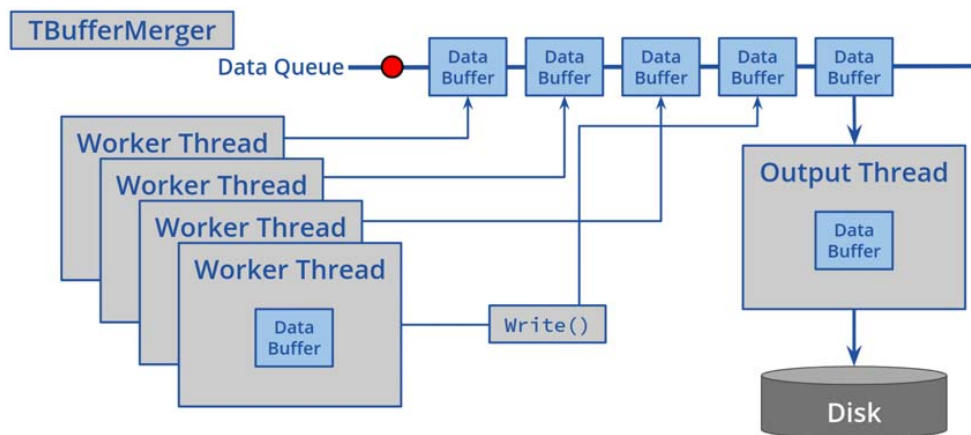 TBufferMerger
Data Queue
Data
Buffer
Data
Buffer
Data
Buffer
Data
Buffer
Data
Buffer
Worker Thread
Worker Thread
Worker Thread
Worker Thread
Data
Buffer
Write()
Output Thread
Data
Buffer
Disk